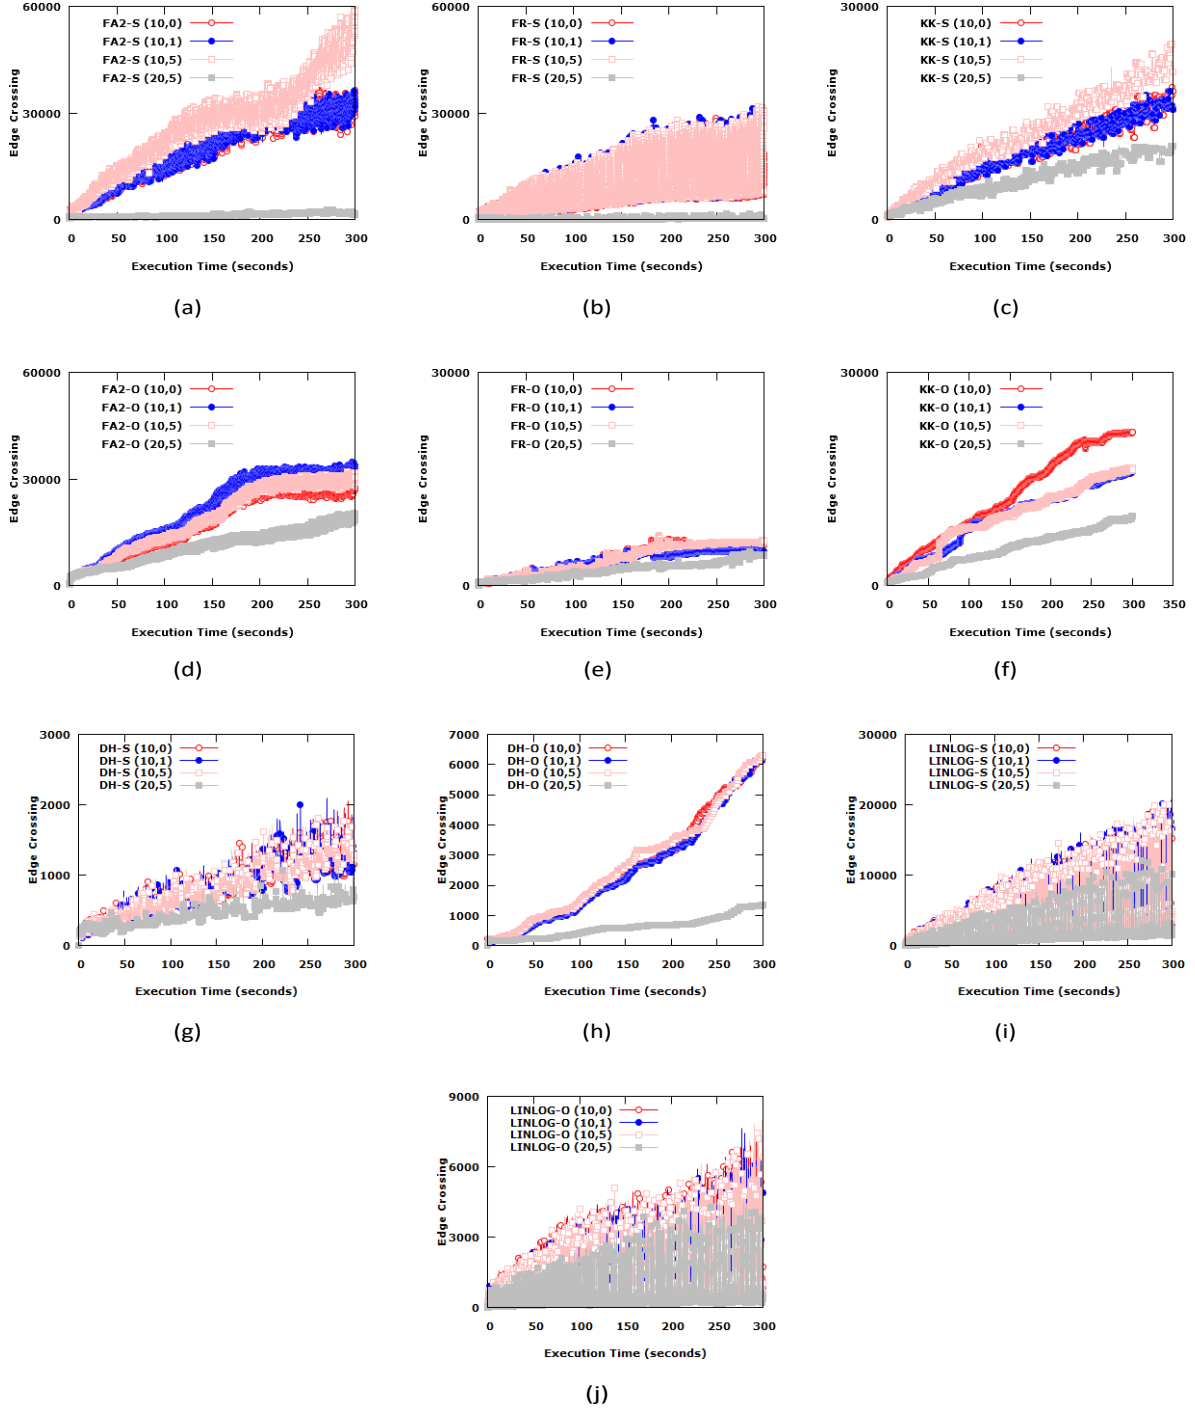 60000
30000
0
Edge Crossing
FA2-S (10,0)
FA2-S (10,1)
FA2-S (10,5)
FA2-S (20,5)
0 50 100 150 200 250 300
Execution Time (seconds)
(a)
60000
30000
0
Edge Crossing
FR-S (10,0)
FR-S (10,1)
FR-S (10,5)
FR-S (20,5)
0 50 100 150 200 250 300
Execution Time (seconds)
(b)
30000
0
Edge Crossing
KK-S (10,0)
KK-S (10,1)
KK-S (10,5)
KK-S (20,5)
0 50 100 150 200 250 300
Execution Time (seconds)
(c)
60000
30000
0
Edge Crossing
FA2-O (10,0)
FA2-O (10,1)
FA2-O (10,5)
FA2-O (20,5)
0 50 100 150 200 250 300
Execution Time (seconds)
(d)
30000
0
Edge Crossing
FR-O (10,0)
FR-O (10,1)
FR-O (10,5)
FR-O (20,5)
0 50 100 150 200 250 300
Execution Time (seconds)
(e)
30000
0
Edge Crossing
KK-O (10,0)
KK-O (10,1)
KK-O (10,5)
KK-O (20,5)
0 50 100 150 200 250 300 350
Execution Time (seconds)
(f)
3000
2000
1000
0
Edge Crossing
DH-S (10,0)
DH-S (10,1)
DH-S (10,5)
DH-S (20,5)
0 50 100 150 200 250 300
Execution Time (seconds)
(g)
7000
6000
5000
4000
3000
2000
1000
0
Edge Crossing
DH-O (10,0)
DH-O (10,1)
DH-O (10,5)
DH-O (20,5)
0 50 100 150 200 250 300
Execution Time (seconds)
(h)
30000
20000
10000
0
Edge Crossing
LINLOG-S (10,0)
LINLOG-S (10,1)
LINLOG-S (10,5)
LINLOG-S (20,5)
0 50 100 150 200 250 300
Execution Time (seconds)
(i)
9000
6000
3000
0
Edge Crossing
LINLOG-O (10,0)
LINLOG-O (10,1)
LINLOG-O (10,5)
LINLOG-O (20,5)
0 50 100 150 200 250 300
Execution Time (seconds)
(j)